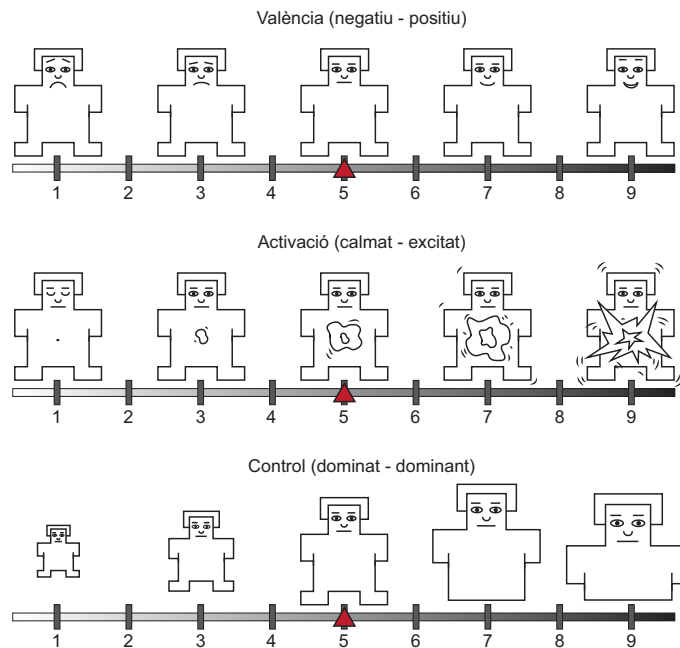 València (negatiu - positiu)
1 2 3 4 5 6 7 8 9
Activació (calmat - excitat)
1 2 3 4 5 6 7 8 9
Control (dominat - dominant)
1 2 3 4 5 6 7 8 9